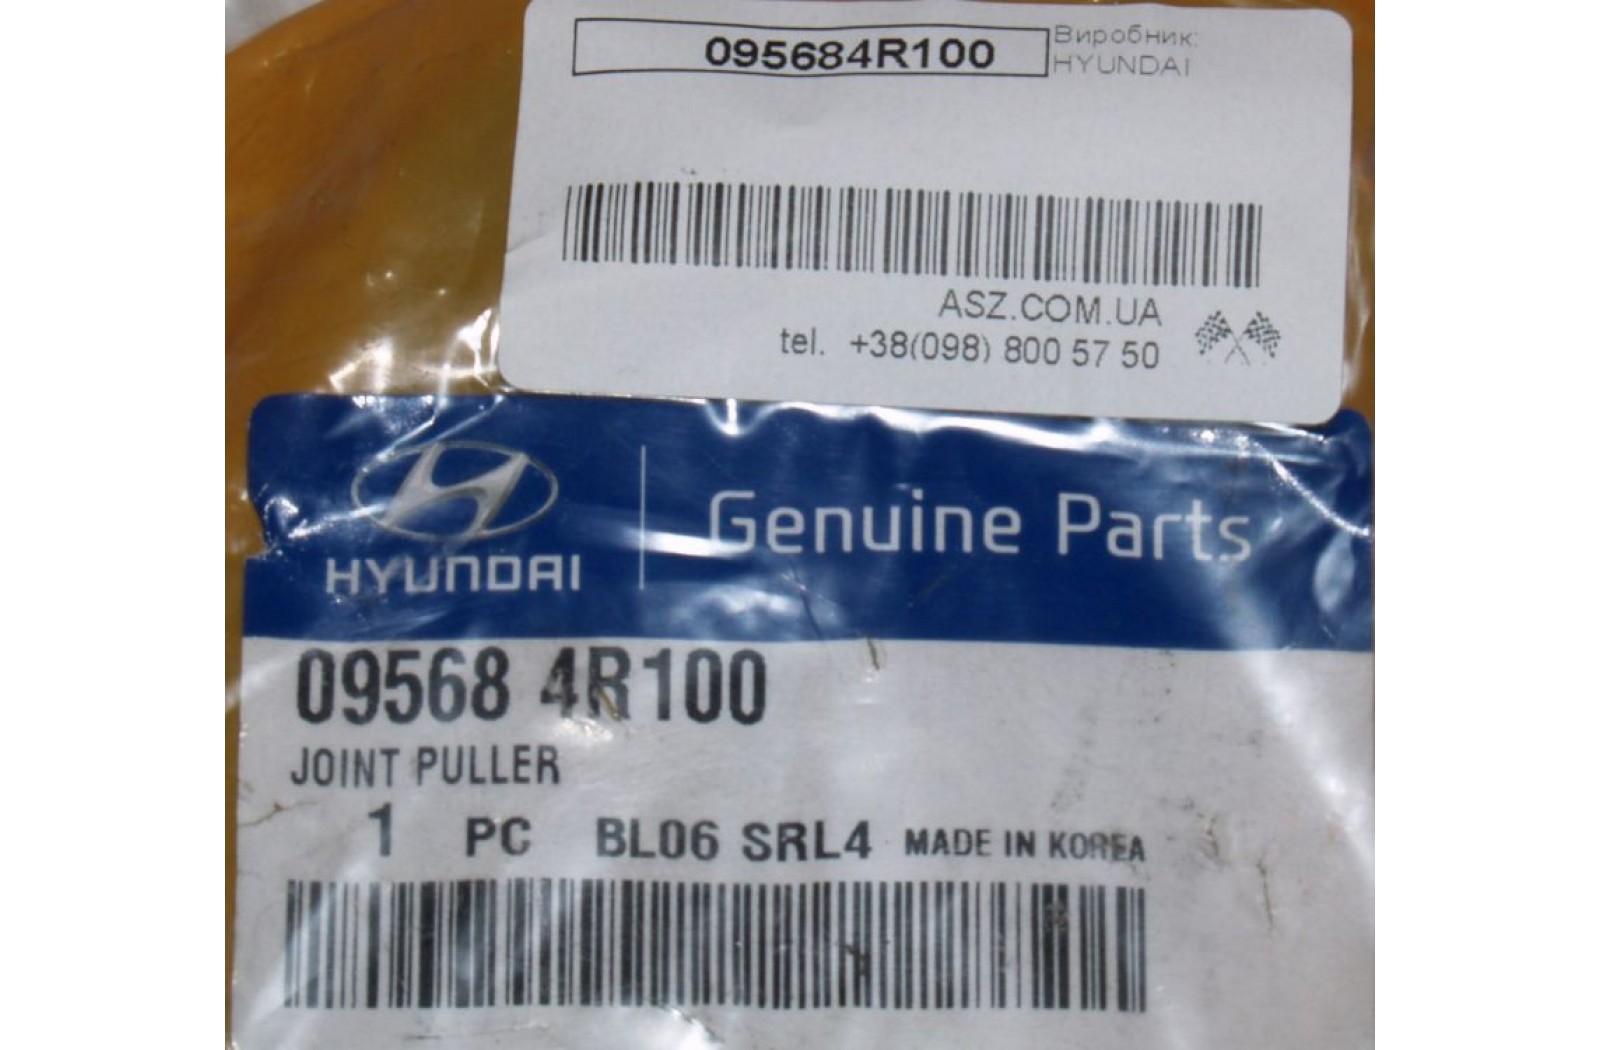 095684R100
Виробник:
HYUNDAI
ASZ.COM.UA
tel. +38(098) 800 57 50
HYUNDAI
Genuine Parts
09568 4R100
JOINT PULLER
1 PC BL06 SRL4 MADE IN KOREA